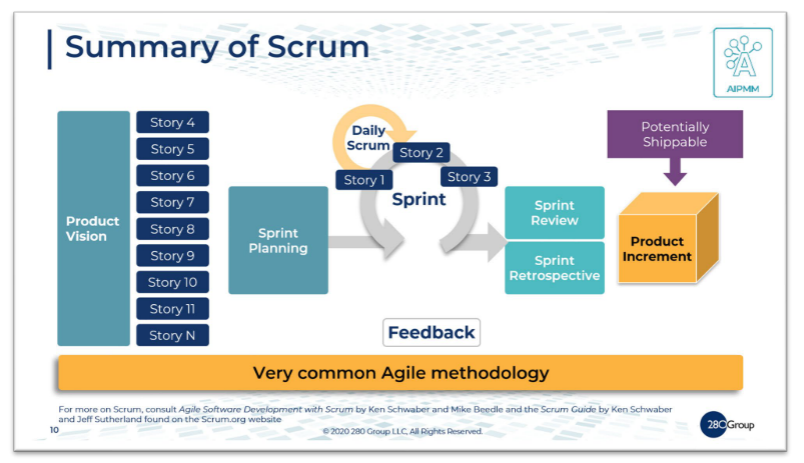 Summary of Scrum
AIPMM
Product
Vision
Story 4
Story 5
Story 6
Story 7
Story 8
Story 9
Story 10
Story 11
Story N
Sprint
Planning
Daily
Scrum
Story 1
Story 2
Story 3
Sprint
Sprint
Review
Sprint
Retrospective
Potentially
Shippable
Product
Increment
Feedback
Very common Agile methodology
For more on Scrum, consult Agile Software Development with Scrum by Ken Schwaber and Mike Beedle and the Scrum Guide by Ken Schwaber
and Jeff Sutherland found on the Scrum.org website
10
© 2020 280 Group LLC, All Rights Reserved.
280Group